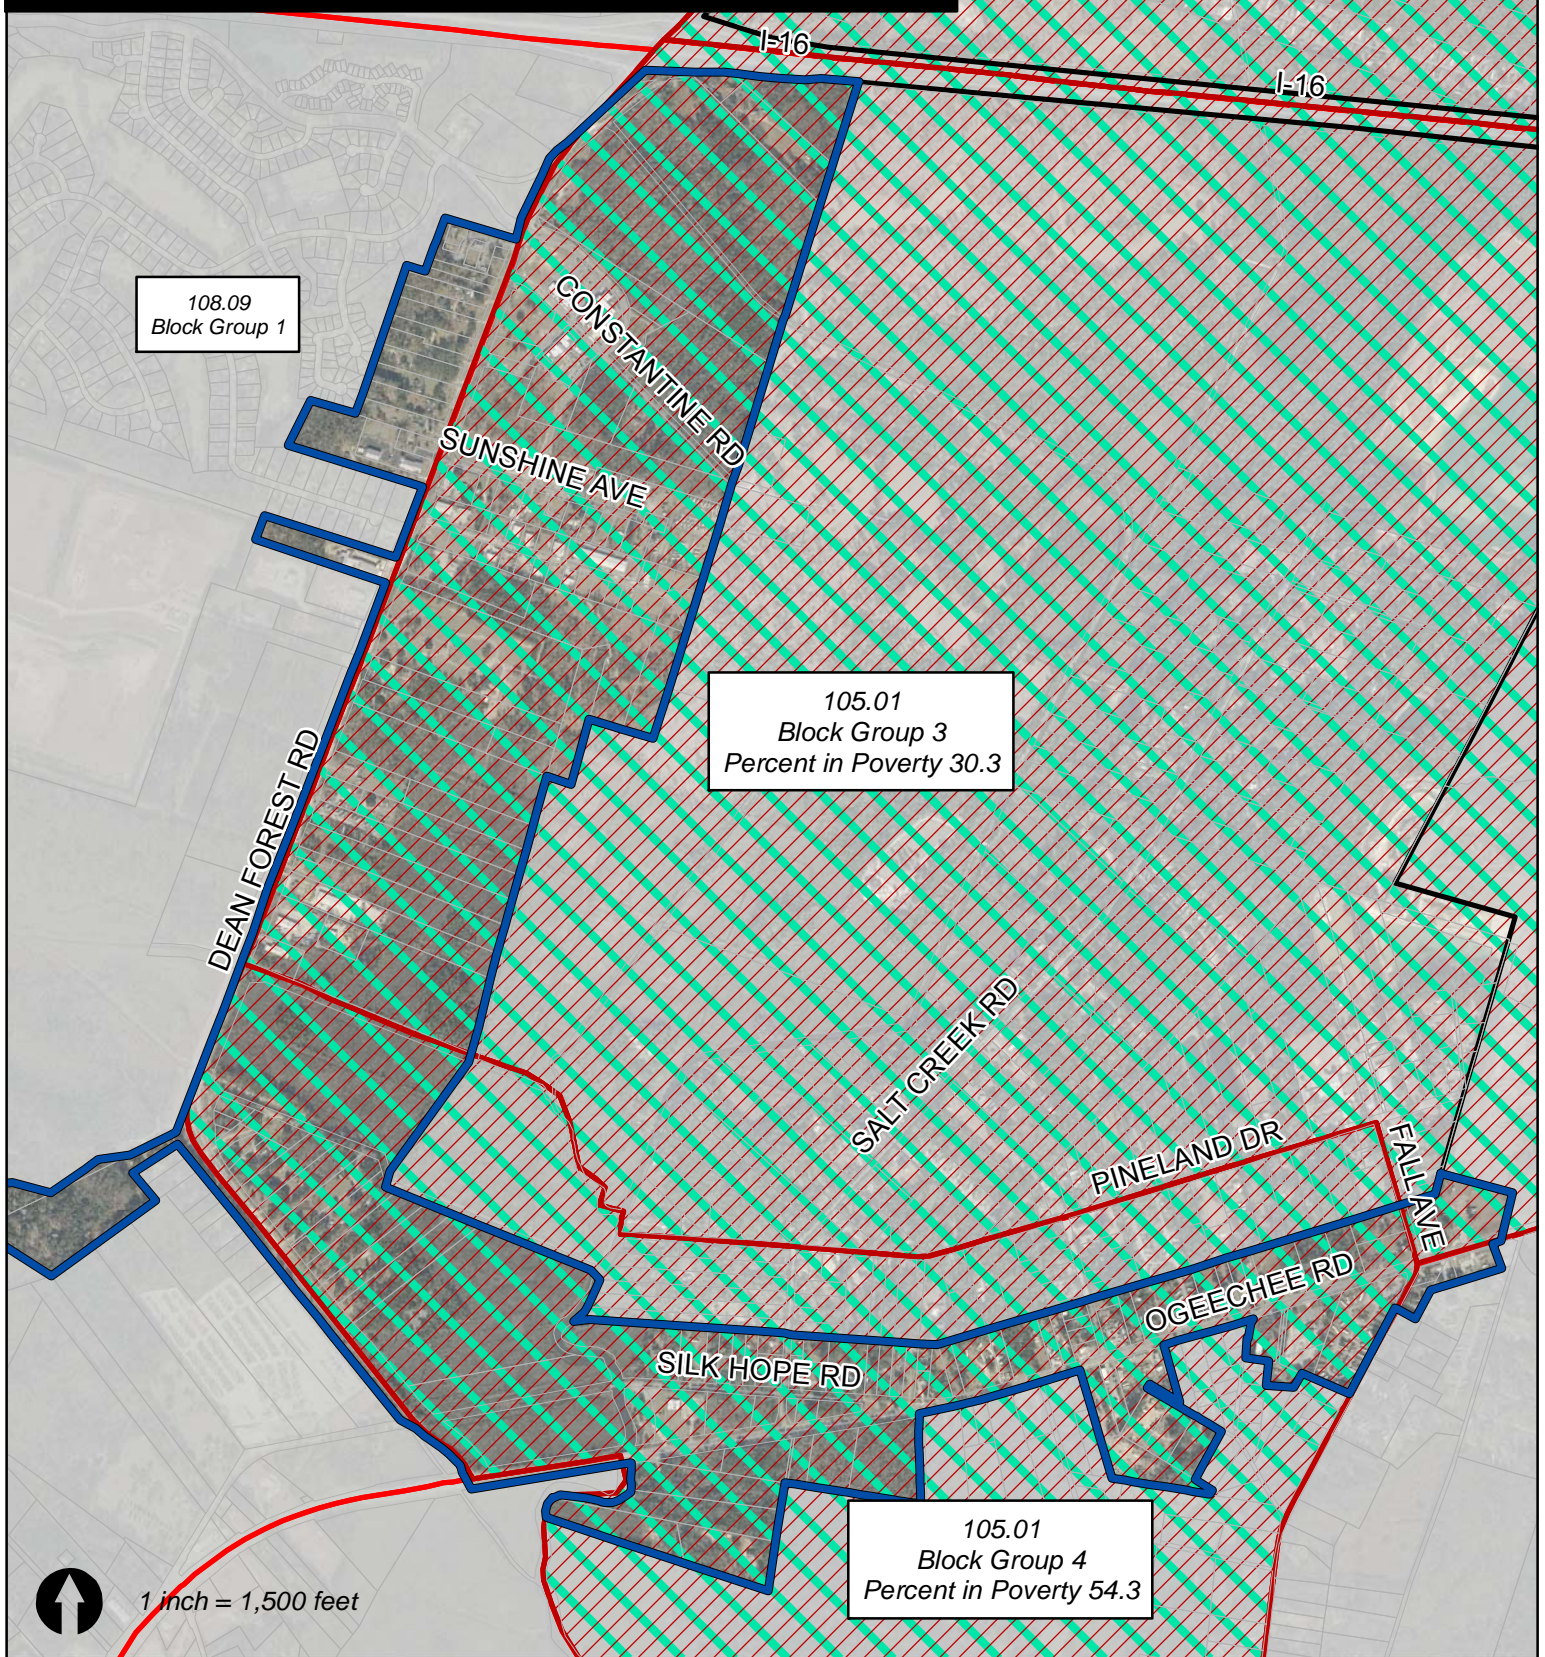 I-16
I-16
108.09
Block Group 1
CONSTANTINE RD
SUNSHINE AVE
105.01
Block Group 3
Percent in Poverty 30.3
DEAN FOREST RD
SALT CREEK RD
PINELAND DR
FALL AVE
OGEECHEE RD
SILK HOPE RD
105.01
Block Group 4
Percent in Poverty 54.3
1 inch = 1,500 feet